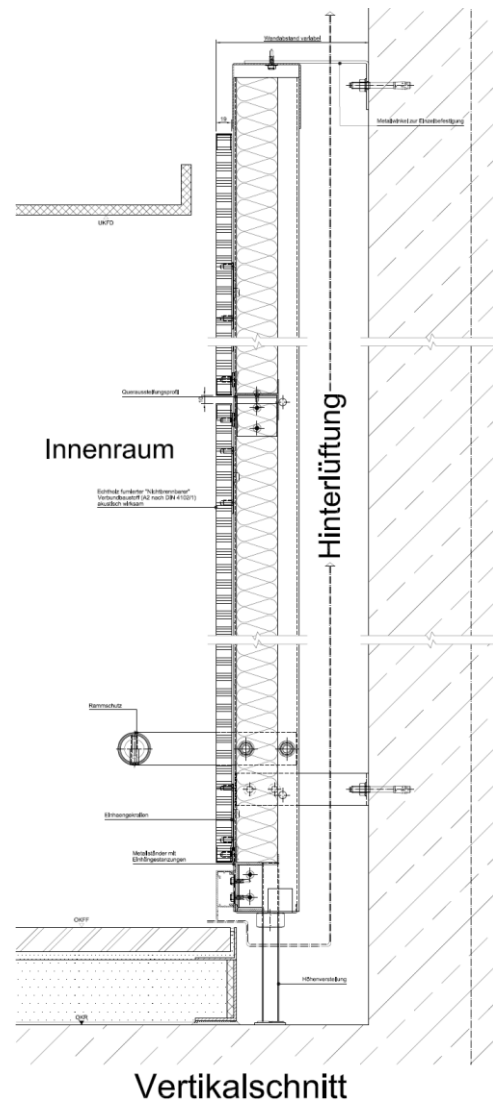 Wandabstand variabel
19
Metallwinkel zur Einzelbefestigung
UKFD
Queraussteifungsprofil
Innenraum
Hinterlüftung
Echtholz furnierter "Nichtbrennbarer"
Verbundbaustoff (A2 nach DIN 4102/1)
akustisch wirksam
Rammschutz
Metallständer mit
Einhängestanzungen
OKFF
Höhenverstellung
OKR
Vertikalschnitt